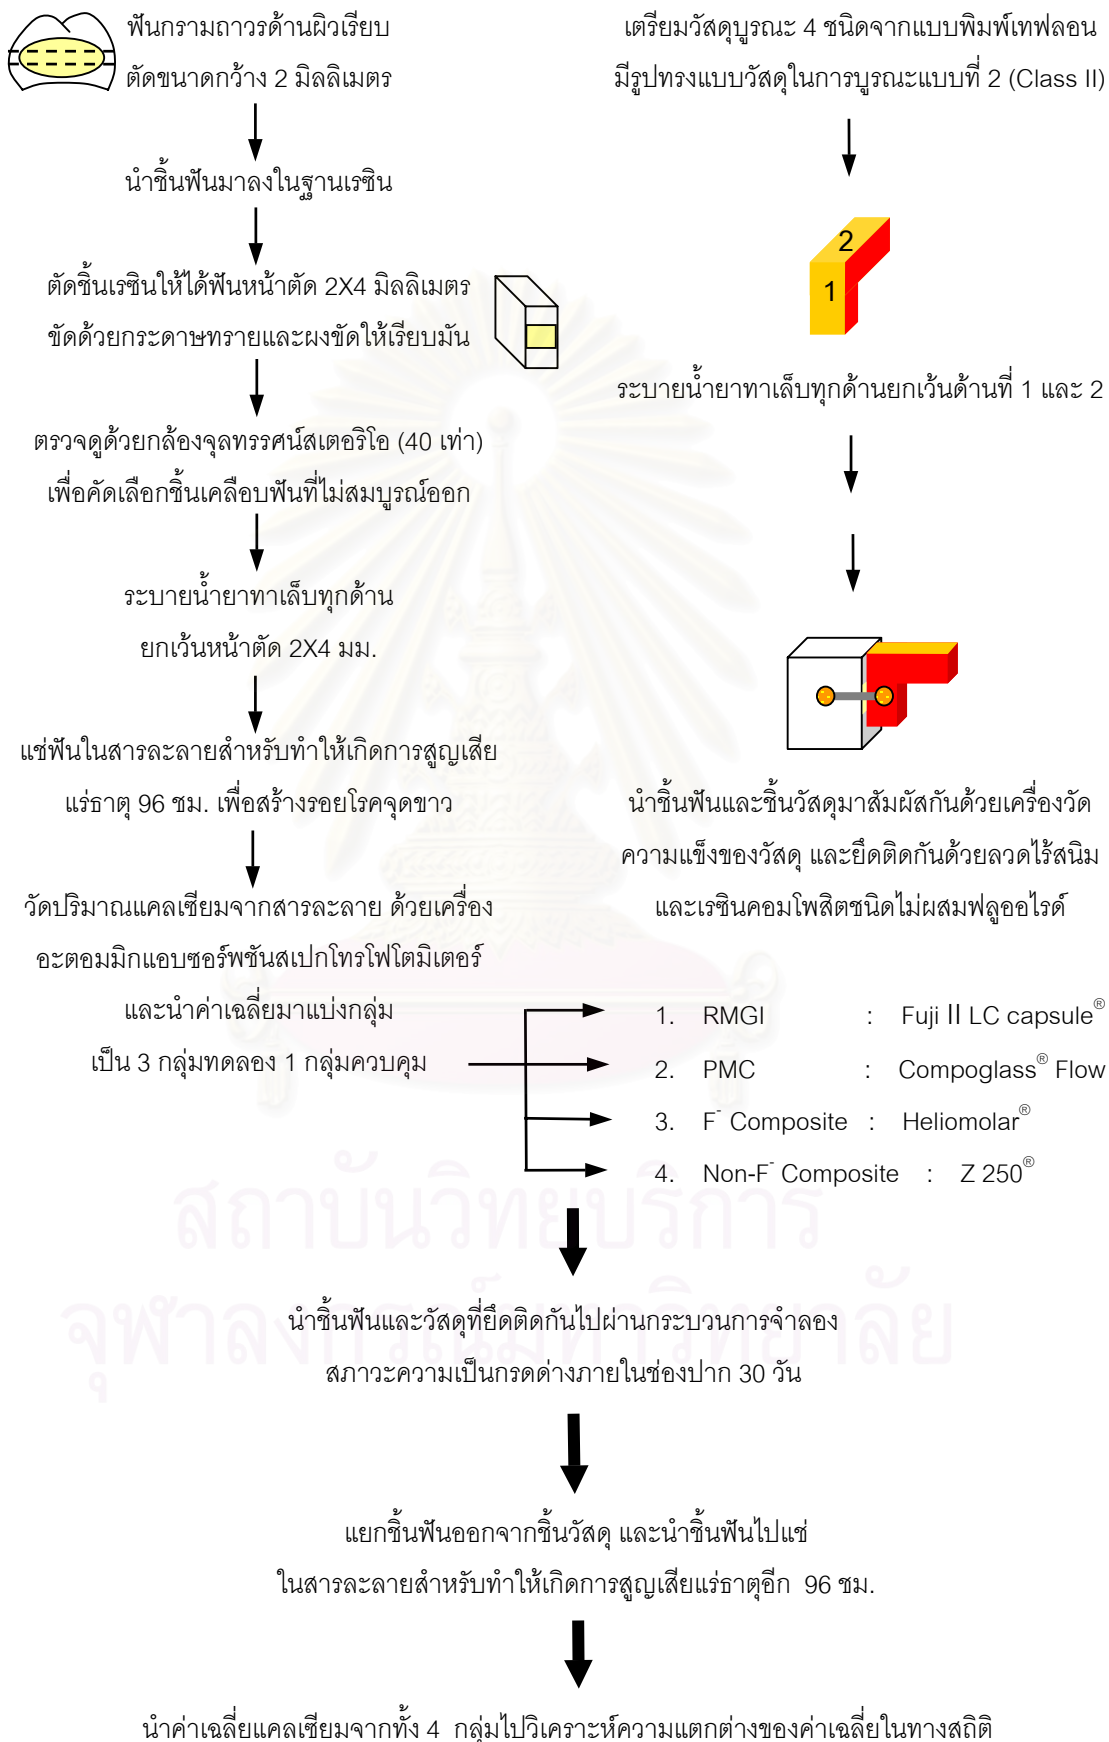 ฟันกรามถาวรด้านผิวเรียบ
ตัดขนาดกว้าง 2 มิลลิเมตร
นำชิ้นฟันมาลงในฐานเรซิน
ตัดชิ้นเรซินให้ได้ฟันหน้าตัด 2X4 มิลลิเมตร
ขัดด้วยกระดาษทรายและผงขัดให้เรียบมัน
ตรวจดูด้วยกล้องจุลทรรศน์สเตอริโอ (40 เท่า)
เพื่อคัดเลือกชิ้นเคลือบฟันที่ไม่สมบูรณ์ออก
ระบายน้ำยาทาเล็บทุกด้าน
ยกเว้นหน้าตัด 2X4 มม.
แช่ฟันในสารละลายสำหรับทำให้เกิดการสูญเสีย
แร่ธาตุ 96 ชม. เพื่อสร้างรอยโรคจุดขาว
วัดปริมาณแคลเซียมจากสารละลาย ด้วยเครื่อง
อะตอมมิกแอบซอร์พชันสเปกโทรโฟโตมิเตอร์
และนำค่าเฉลี่ยมาแบ่งกลุ่ม
เป็น 3 กลุ่มทดลอง 1 กลุ่มควบคุม
เตรียมวัสดุบูรณะ 4 ชนิดจากแบบพิมพ์เทฟลอน
มีรูปทรงแบบวัสดุในการบูรณะแบบที่ 2 (Class II)
2
1
ระบายน้ำยาทาเล็บทุกด้านยกเว้นด้านที่ 1 และ 2
นำชิ้นฟันและชิ้นวัสดุมาสัมผัสกันด้วยเครื่องวัด
ความแข็งของวัสดุ และยึดติดกันด้วยลวดไร้สนิม
และเรซินคอมโพสิตชนิดไม่ผสมฟลูออไรด์
1. RMGI : Fuji II LC capsule®
2. PMC : Compoglass® Flow
3. F⁻ Composite : Heliomolar®
4. Non-F⁻ Composite : Z 250®
นำชิ้นฟันและวัสดุที่ยึดติดกันไปผ่านกระบวนการจำลอง
สภาวะความเป็นกรดด่างภายในช่องปาก 30 วัน
แยกชิ้นฟันออกจากชิ้นวัสดุ และนำชิ้นฟันไปแช่
ในสารละลายสำหรับทำให้เกิดการสูญเสียแร่ธาตุอีก 96 ชม.
นำค่าเฉลี่ยแคลเซียมจากทั้ง 4 กลุ่มไปวิเคราะห์ความแตกต่างของค่าเฉลี่ยในทางสถิติ
สถาบันวิทยบริการ
จุฬาลงกรณ์มหาวิทยาลัย